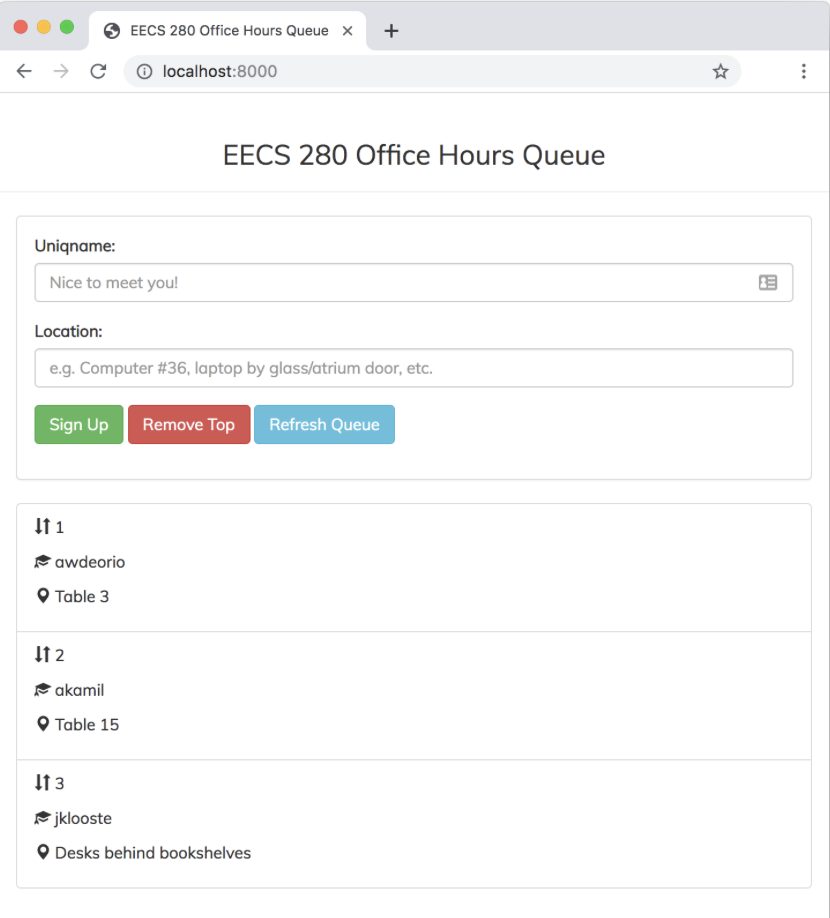 EECS 280 Office Hours Queue
localhost:8000
EECS 280 Office Hours Queue
Uniqname:
Nice to meet you!
Location:
e.g. Computer #36, laptop by glass/atrium door, etc.
Sign Up Remove Top Refresh Queue
1
awdeorio
Table 3
2
akamil
Table 15
3
jklooste
Desks behind bookshelves